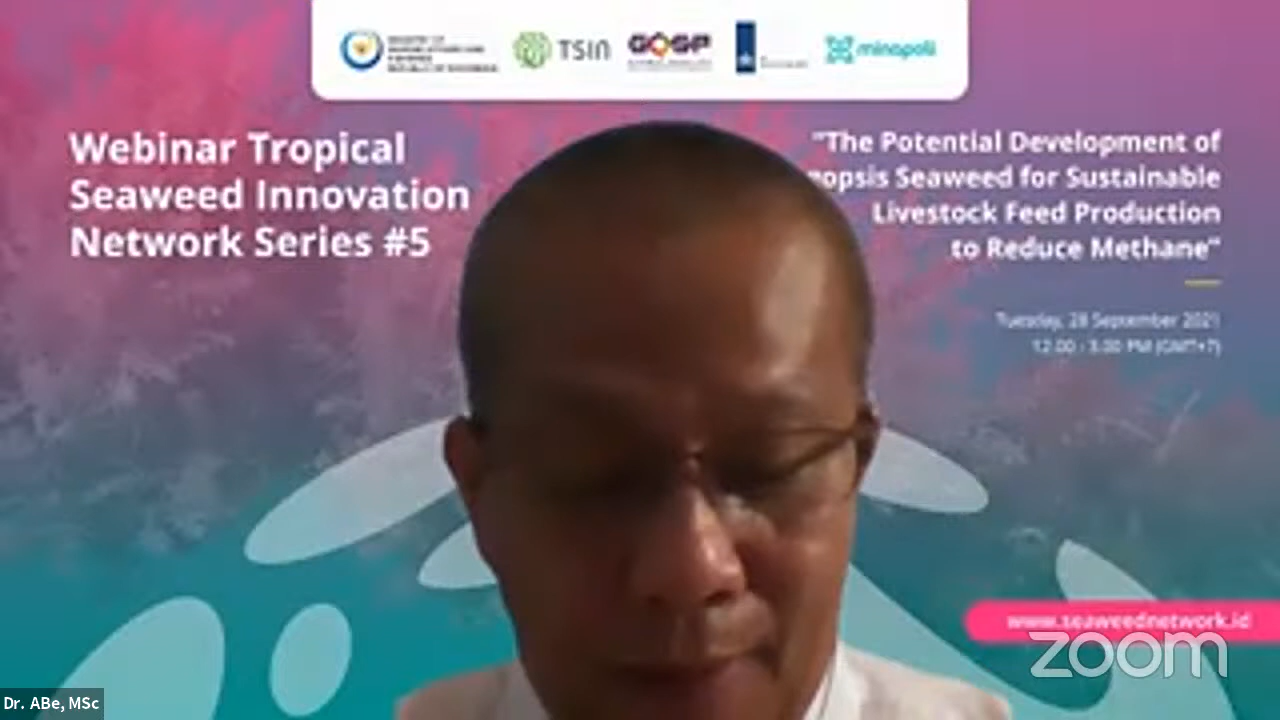 TSIN
GQSP
minapoli
Webinar Tropical
Seaweed Innovation
Network Series #5
"The Potential Development of
Seaweed for Sustainable
Livestock Feed Production
to Reduce Methane"
Tuesday, 28 September 2021
12.00 - 3.00 PM (GMT+7)
www.seaweednetwork.id
zoom
Dr. ABe, MSc